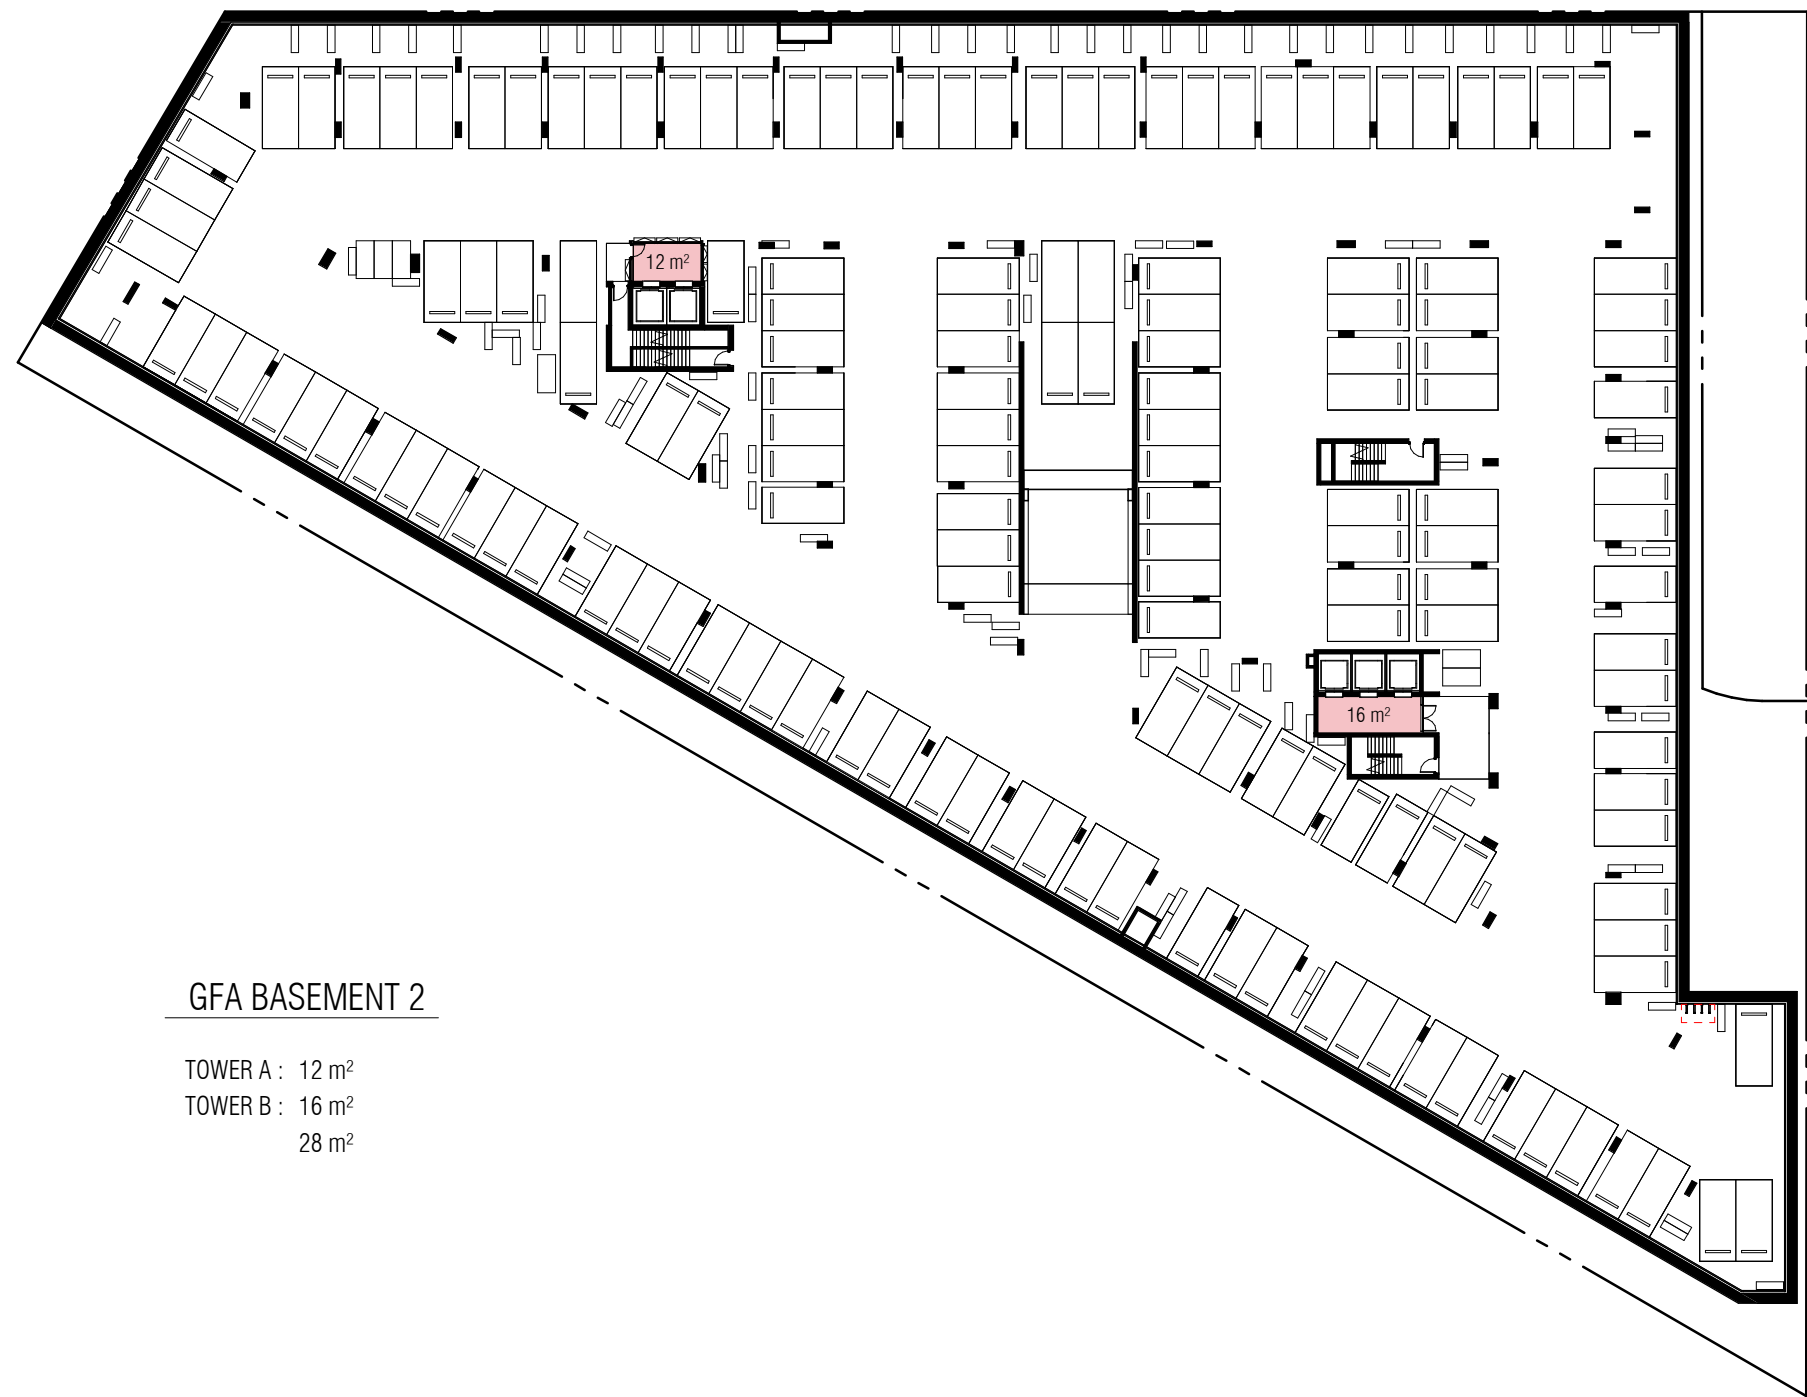 12 m²
16 m²
GFA BASEMENT 2
TOWER A : 12 m²
TOWER B : 16 m²
28 m²